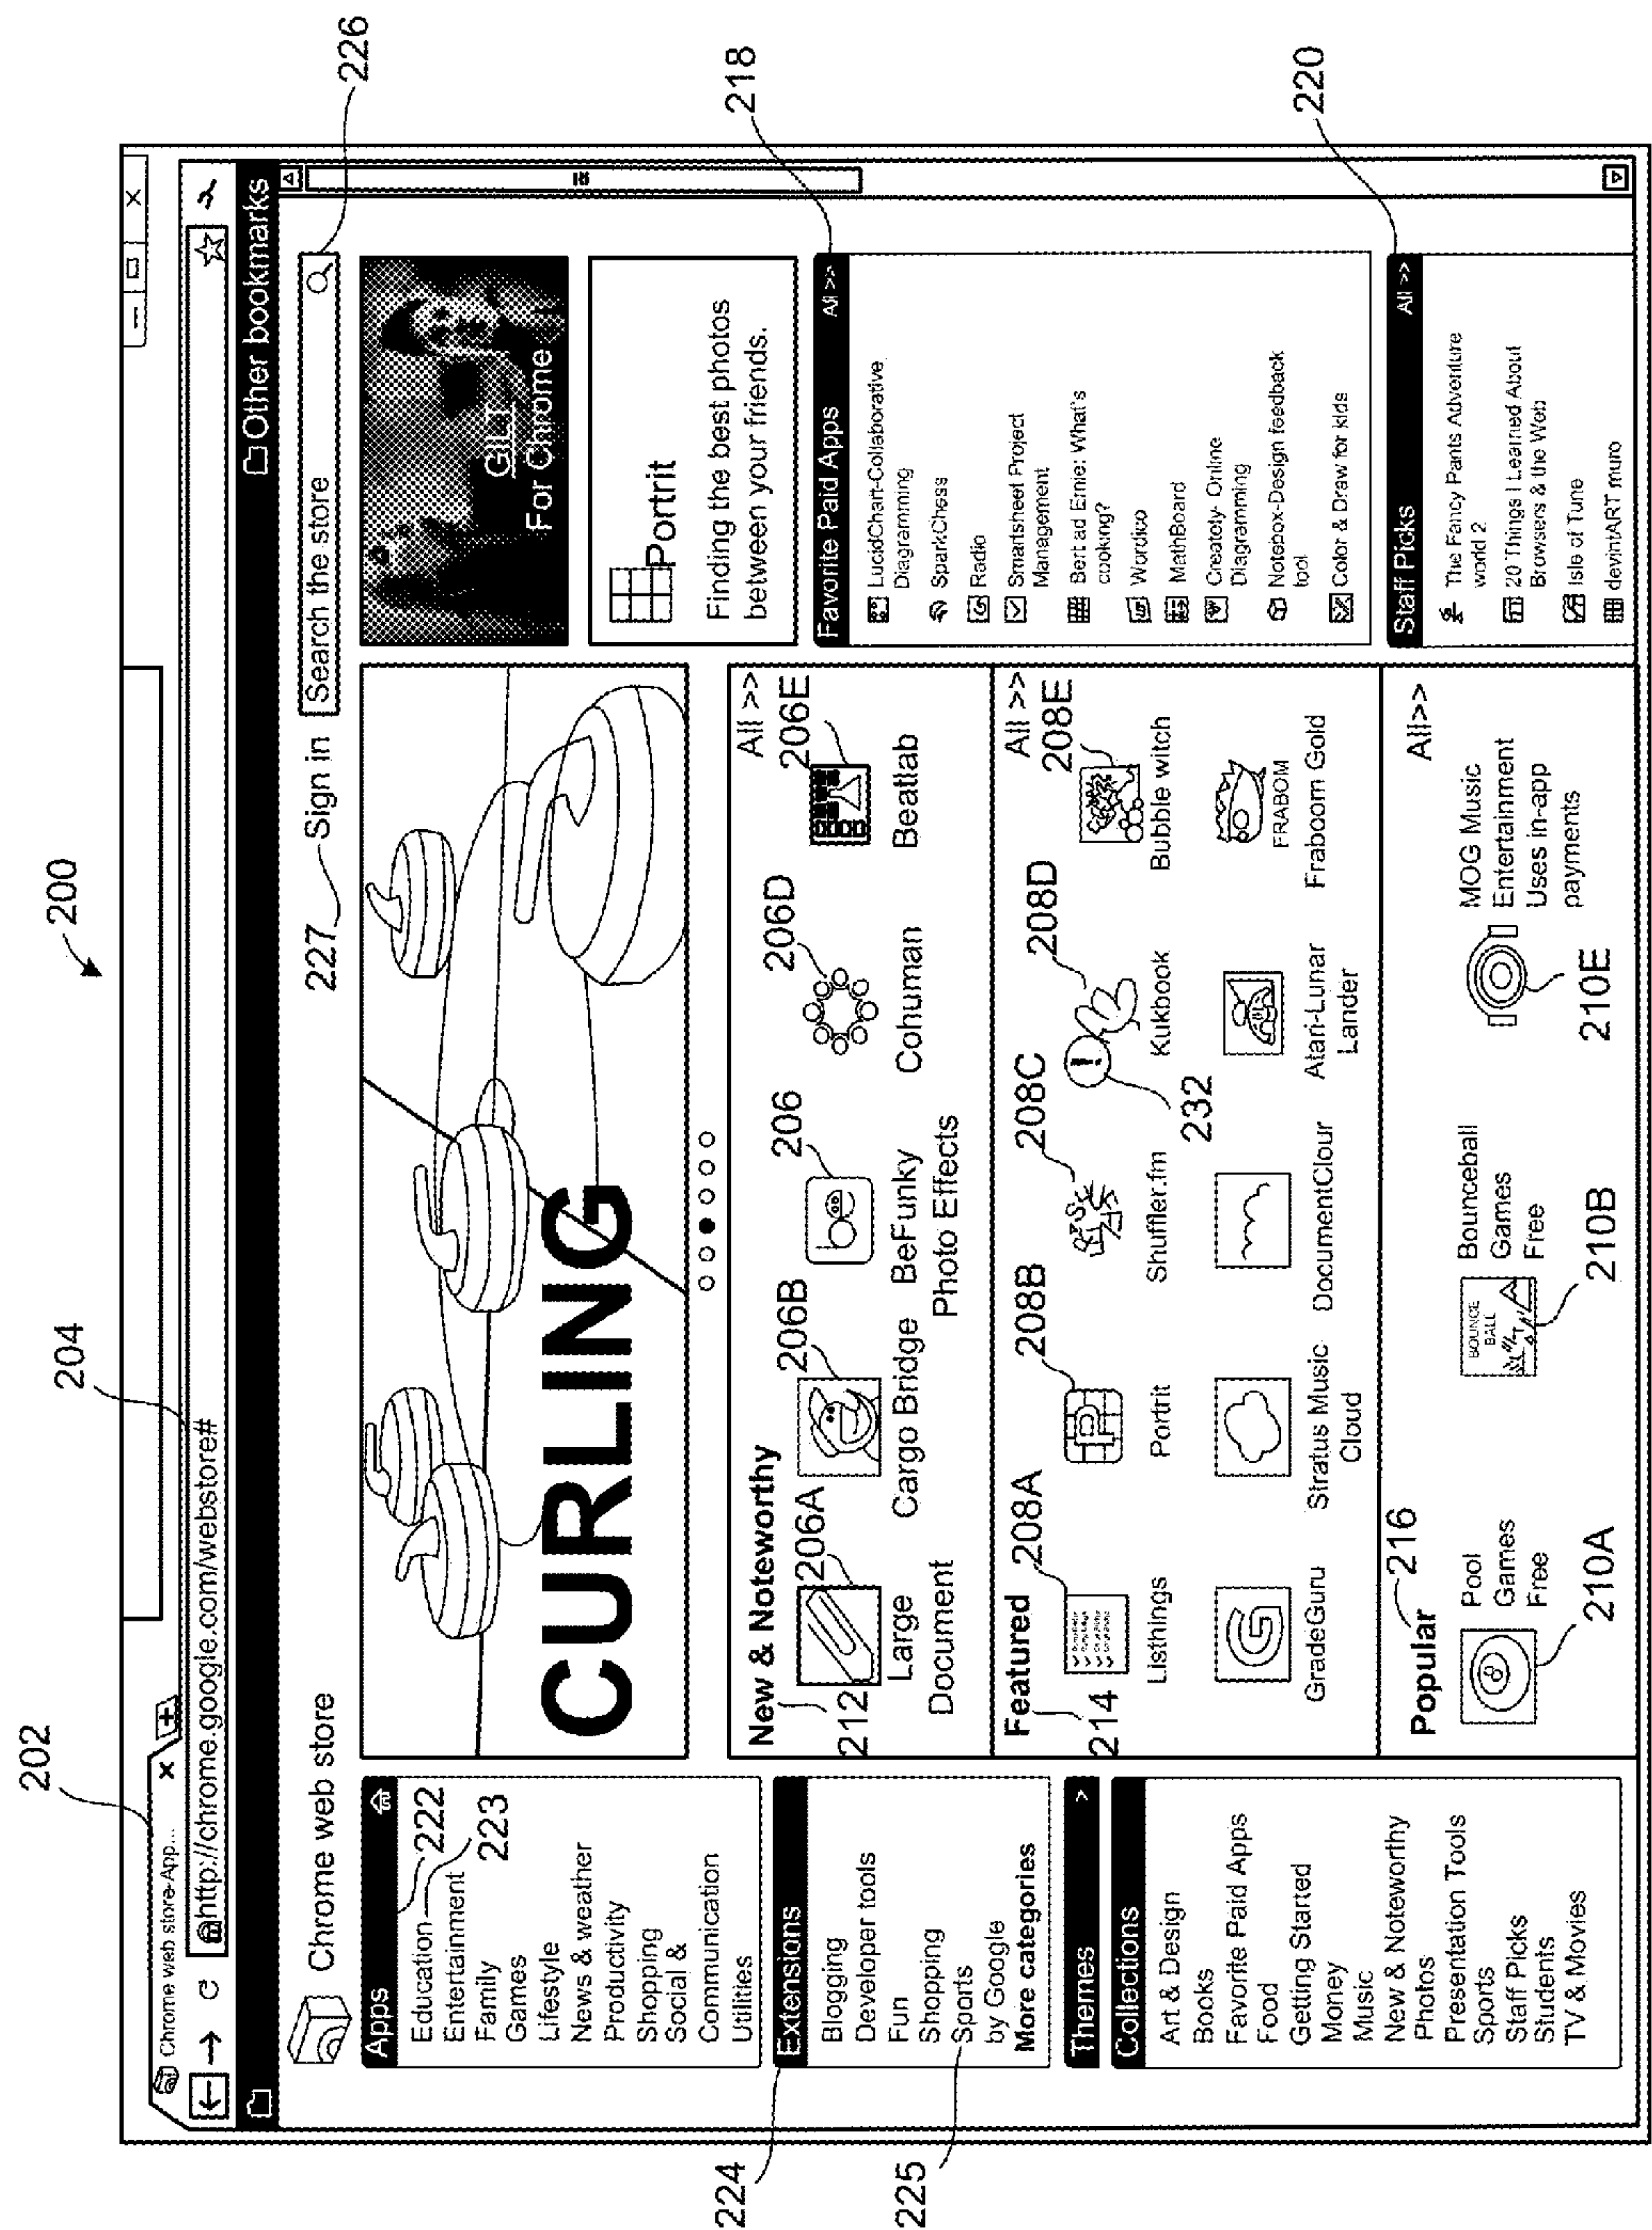 200
202
204
Chrome web store-App...
http://chrome.google.com/webstore#
Other bookmarks
Chrome web store
227
Sign in
Search the store
226
Apps
222
Education
223
Entertainment
Family
Games
Lifestyle
News & weather
Productivity
Shopping
Social &
Communication
Utilities
224
Extensions
Blogging
Developer tools
Fun
Shopping
Sports
225
by Google
More categories
Themes
Collections
Art & Design
Books
Favorite Paid Apps
Food
Getting Started
Money
Music
New & Noteworthy
Photos
Presentation Tools
Sports
Staff Picks
Students
TV & Movies
CURLING
New & Noteworthy
All >>
212
206A
206B
206
206D
206E
Large
Document
Cargo Bridge
be
BeFunky
Photo Effects
Cohuman
Beatlab
Featured
All >>
214
208A
208B
208C
208D
208E
232
Listhings
Portrit
Shuffler.fm
Kukbook
Bubble witch
GradeGuru
Stratus Music
Cloud
DocumentClour
Atari-Lunar
Lander
FRABOM
Fraboom Gold
Popular
216
All>>
8
Pool
Games
Free
210A
BOUNCE
BALL
Bounceball
Games
Free
210B
MOG Music
Entertainment
Uses in-app
payments
210E
GILT
For Chrome
Portrit
Finding the best photos
between your friends.
Favorite Paid Apps
All >>
218
LucidChart-Collaborative
Diagramming
SparkChess
Radio
Smartsheet Project
Management
Bert ad Ernie: What's
cooking?
Wordico
MathBoard
Creately- Online
Diagramming
Notebox-Design feedback
tool
Color & Draw for kids
Staff Picks
All >>
220
The Fancy Pants Adventure
world 2
20 Things I Learned About
Browsers & the Web
Isle of Tune
devintART muro